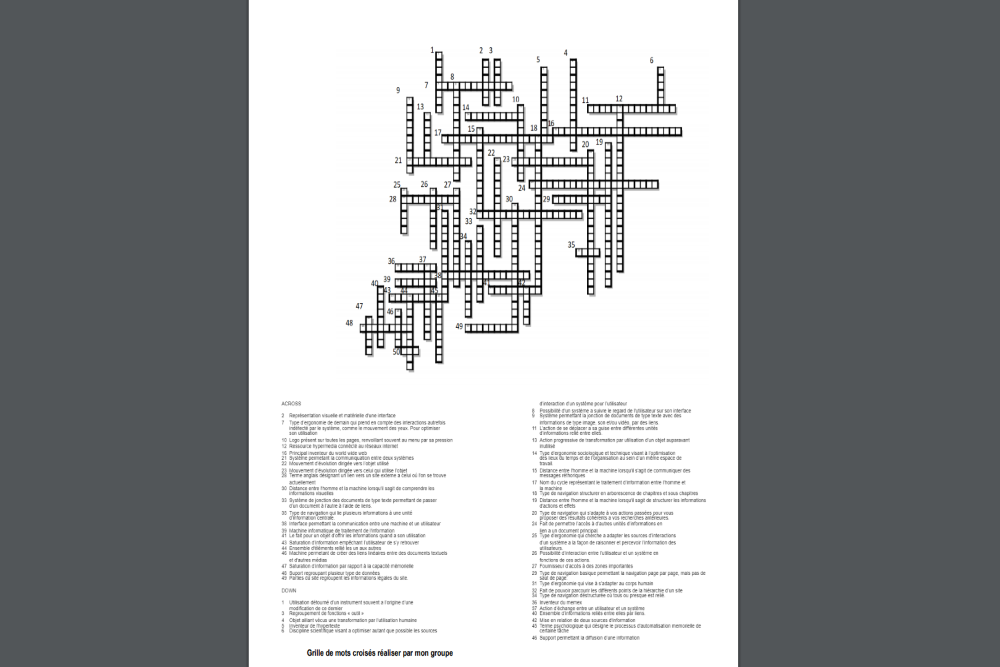 1
2 3
4
5
6
7
8
9
10
11
12
13
14
15
16
17
18
19
20
21
22
23
24
25
26
27
28
29
30
32
33
34
35
36
37
38
39
40
42
43
44
45
46
47
48
49
50
ACROSS
2 Représentation visuelle et matérielle d'une interface
7 Type d'ergonomie de demain qui prend en compte des interactions autrefois
indirecte par le système, comme le mouvement des yeux. Pour optimiser
son utilisation
10 Logo présent sur toutes les pages, renvoillant souvent au menu par sa pression
12 Ressource hypermédia connecté au réseaux internet
16 Principal inventeur du world wide web
21 Système permetant la communiquation entre deux systèmes
22 Mouvement d'évolution dirigée vers l'objet utilisé
23 Mouvement d'évolution dirigée vers celui qui utilise l'objet
28 Terme anglais désignant un lien vers un site externe à celui où l'on se trouve
actuellement
30 Distance entre l'homme et la machine lorsqu'il sagit de comprendre les
informations visuelles
33 Système de jonction des documents de type texte permettant de passer
d'un document à l'autre à l'aide de liens.
35 Type de navigation qui lie plusieurs informations à une unité
d'information centrale
38 Interface permettant la communication entre une machine et un utilisateur
39 Machine informatique de traitement de l'information
41 Le fait pour un objet d'offrir les informations quand à son utilisation
43 Saturation d'information empêchant l'utilisateur de s'y retrouver
44 Ensemble d'éléments relié les un aux autres
46 Machine permetant de créer des liens litéraires entre des documents textuels
et d'autres médias
47 Saturation d'information par rapport à la capacité mémorielle
48 Suport regroupant plusieur type de données
49 Parties du site regroupent les informations légales du site.
DOWN
1 Utilisation détourné d'un instrument souvent à l'origine d'une
modification de ce dernier
3 Regroupement de fonctions « outil »
4 Objet alliant vécue une transformation par l'utilisation humaine
5 Inventeur de l'hypertexte
6 Discipline scientifique visant à optimiser autant que possible les sources
d'interaction d'un système pour l'utilisateur
8 Possibilité d'un système à suivre le regard de l'utilisateur sur son interface
9 Système permettant la jonction de documents de type texte avec des
informations de type image, son et/ou vidéo, par des liens
11 L'action de se déplacer à sa guise entre différentes unités
d'informations relié entre elles.
13 Action progressive de transformation par utilisation d'un objet auparavant
inutilisé
14 Type d'ergonomie sociologique et technique visant à l'optimisation
des lieux du temps et de l'organisation au sein d'un même espace de
travail
15 Distance entre l'homme et la machine lorsqu'il s'agit de communiquer des
messages rétroniques
17 Nom du cycle représentant le traitement d'information entre l'homme et
la machine
18 Type de navigation structurer en arborescence de chapitres et sous chapitres
19 Distance entre l'homme et la machine lorsqu'il agit de structurer les informations
d'actions et effets
20 Type de navigation qui s'adapte à vos actions passées pour vous
proposer des résultats cohérents à vos recherches antérieures.
24 Fait de permettre l'accès à d'autres unités d'informations en
lien à un document principal
25 Type d'ergonomie qui cherche à adapter les sources d'interactions
d'un système à la façon de raisonner et percevoir l'information des
utilisateurs.
26 Possibilité d'interaction entre l'utilisateur et un système en
fonctions de ces actions.
27 Fournisseur d'accès à des zones importantes
29 Type de navigation basique permettant la navigation page par page, mais pas de
saut de page
31 Type d'ergonomie qui vise à s'adapter au corps humain
32 Fait de pouvoir parcourir les différents points de la hiérarchie d'un site
34 Type de navigation déstructurée où tous ou presque est relié
36 Inventeur du memex
37 Action d'échange entre un utilisateur et un système
40 Ensemble d'informations reliés entre elles par liens.
42 Mise en relation de deux sources d'information
43 Terme psychologique qui désigne le processus d'automatisation mémorielle de
certaine tâche
46 Support permettant la diffusion d'une information
Grille de mots croisés réaliser par mon groupe